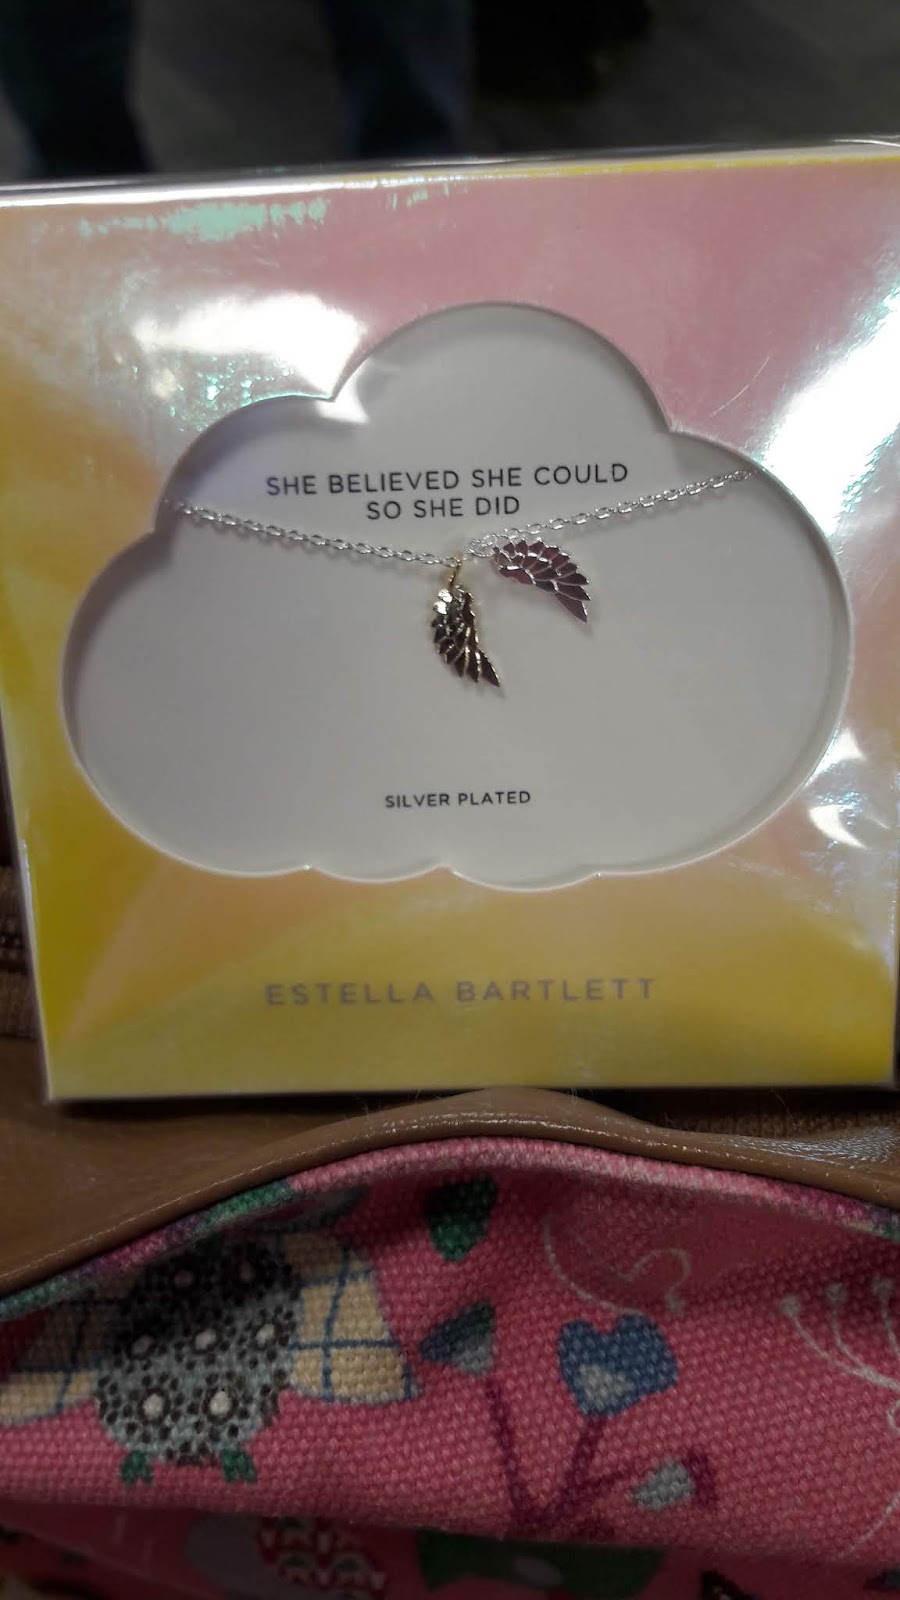 SHE BELIEVED SHE COULD
SO SHE DID
SILVER PLATED
ESTELLA BARTLETT